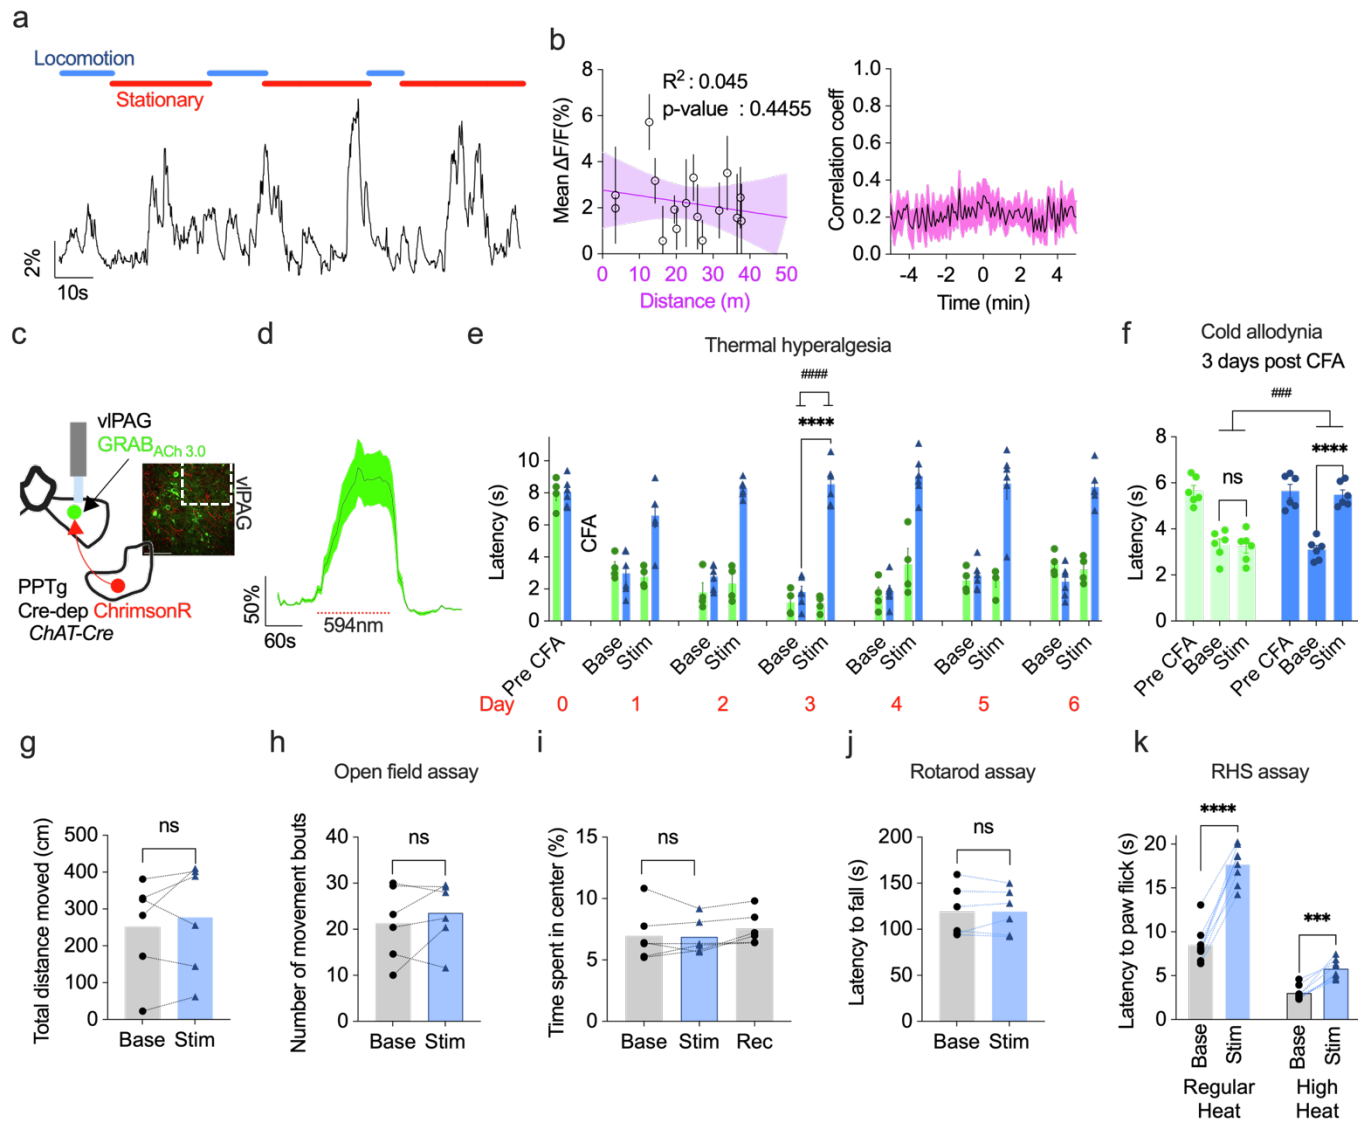 a
Locomotion
Stationary
2%
10s
b
R2 : 0.045
p-value : 0.4455
Mean ΔF/F(%)
8
6
4
2
0
0 10 20 30 40 50
Distance (m)
Correlation coeff
1.0
0.8
0.6
0.4
0.2
0.0
-4 -2 0 2 4
Time (min)
c
vlPAG
GRABACh 3.0
vlPAG
PPTg
Cre-dep ChrimsonR
ChAT-Cre
d
50%
60s
594nm
e
Thermal hyperalgesia
####
****
Latency (s)
10
8
6
4
2
0
CFA
Pre CFA
Base Stim
Base Stim
Base Stim
Base Stim
Base Stim
Base Stim
Day 0 1 2 3 4 5 6
f
Cold allodynia
3 days post CFA
###
****
ns
Latency (s)
8
6
4
2
0
Pre CFA
Base
Stim
Pre CFA
Base
Stim
g
ns
Total distance moved (cm)
500
400
300
200
100
0
Base Stim
h
Open field assay
ns
Number of movement bouts
40
30
20
10
0
Base Stim
i
ns
Time spent in center (%)
15
10
5
0
Base Stim Rec
j
Rotarod assay
ns
Latency to fall (s)
200
150
100
50
0
Base Stim
k
RHS assay
****
***
Latency to paw flick (s)
20
15
10
5
0
Base
Stim
Base
Stim
Regular High
Heat Heat